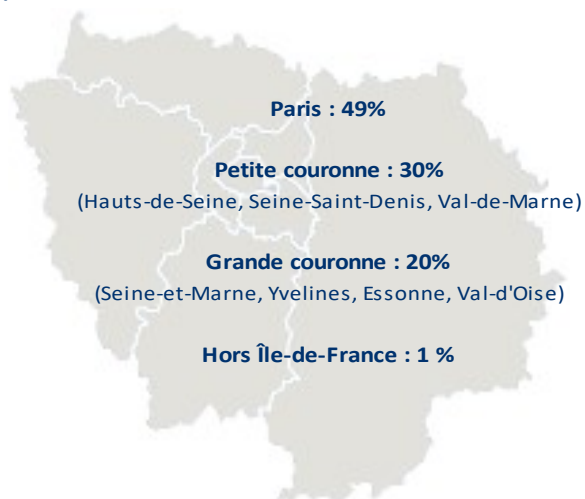 Paris : 49%
Petite couronne : 30%
(Hauts-de-Seine, Seine-Saint-Denis, Val-de-Marne)
Grande couronne : 20%
(Seine-et-Marne, Yvelines, Essonne, Val-d'Oise)
Hors Île-de-France : 1 %